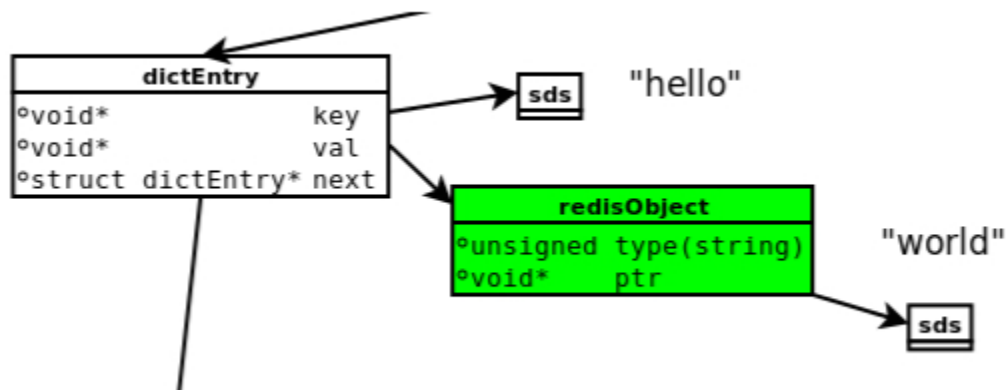 dictEntry
void* key
void* val
struct dictEntry* next
sds
"hello"
redisObject
unsigned type(string)
void* ptr
"world"
sds